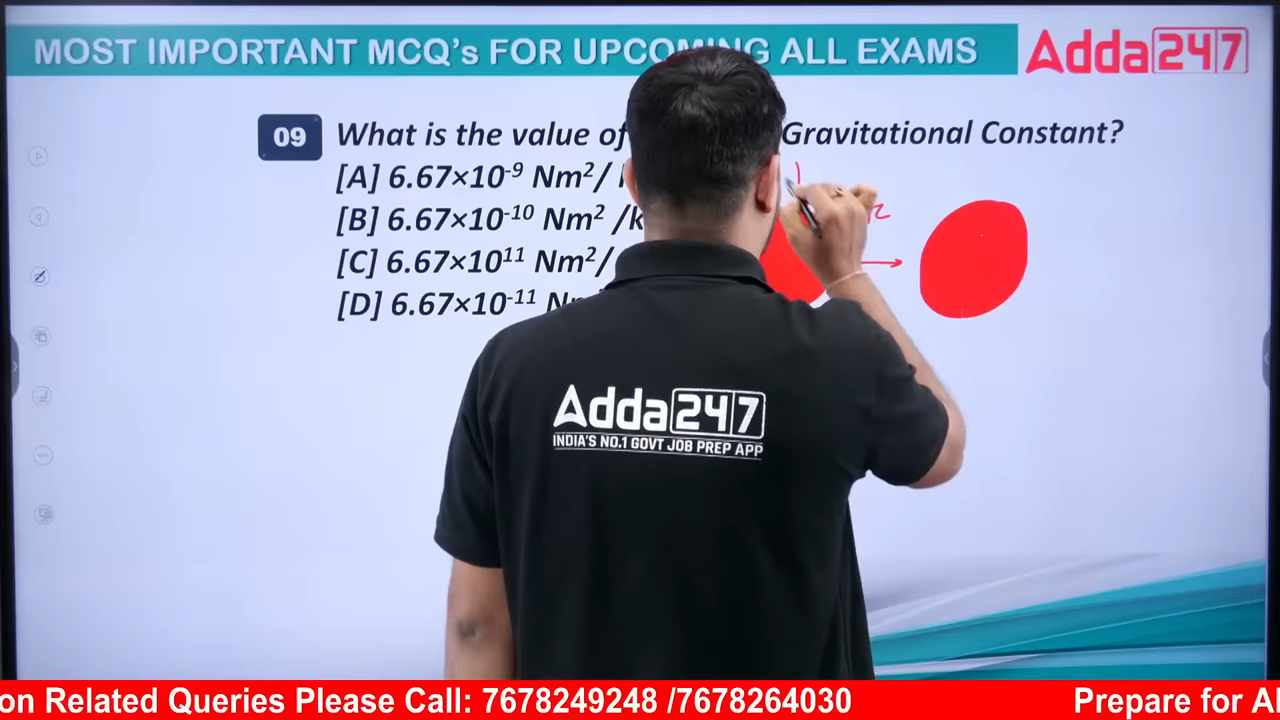 MOST IMPORTANT MCQ's FOR UPCOMING ALL EXAMS
Adda247
09 What is the value of Gravitational Constant?
[A] 6.67×10⁻⁹ Nm²/
[B] 6.67×10⁻¹⁰ Nm² /k
[C] 6.67×10¹¹ Nm²/
[D] 6.67×10⁻¹¹
r
Adda247
INDIA'S NO.1 GOVT JOB PREP APP
on Related Queries Please Call: 7678249248 /7678264030 Prepare for